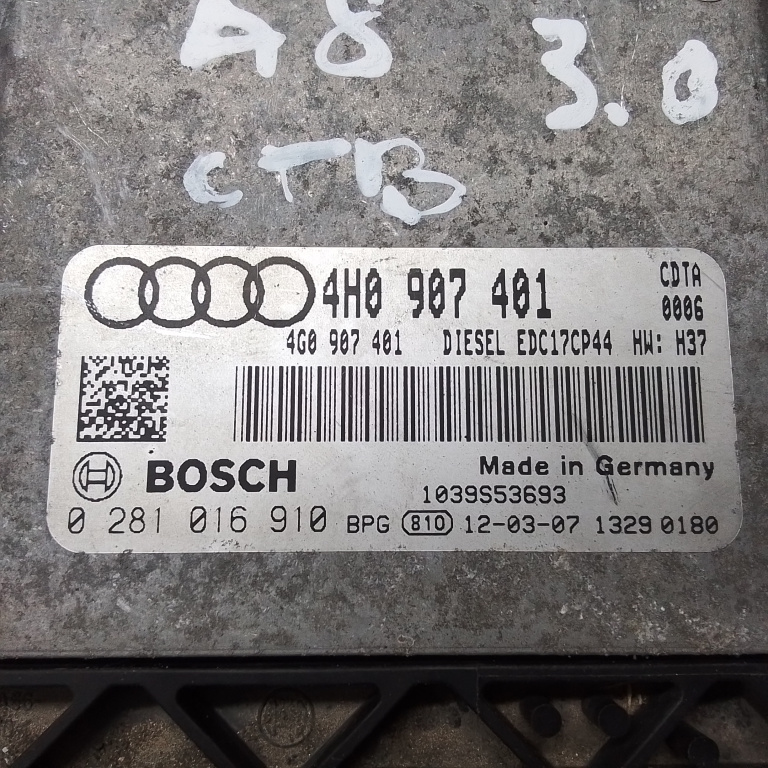 A8 3.0
CTB
4H0 907 401 CDTA
0006
4G0 907 401 DIESEL EDC17CP44 HW: H37
BOSCH Made in Germany
1039S53693
0 281 016 910 BPG 810 12-03-07 1329 0180